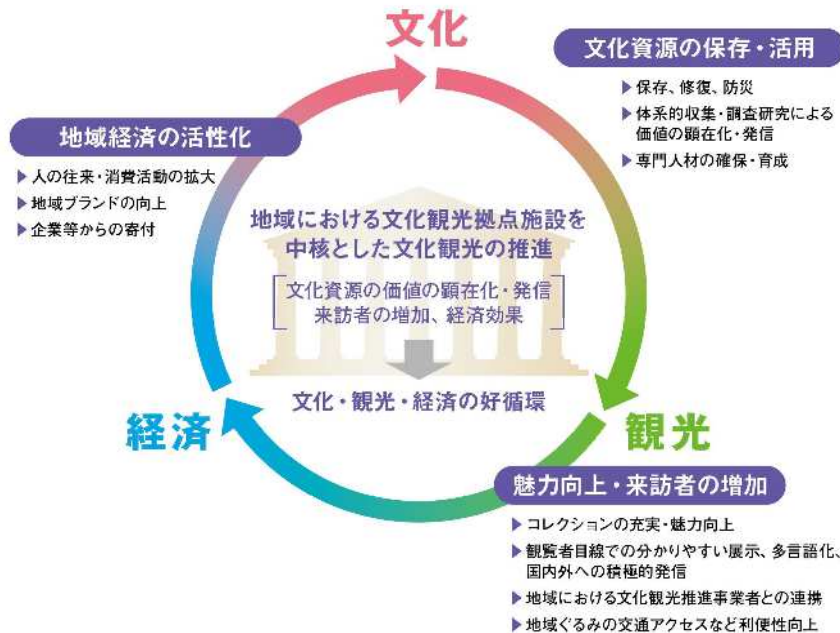 文化
文化資源の保存・活用
▶保存、修復、防災
▶体系的収集・調査研究による
価値の顕在化・発信
▶専門人材の確保・育成
地域経済の活性化
▶人の往来・消費活動の拡大
▶地域ブランドの向上
▶企業等からの寄付
地域における文化観光拠点施設を
中核とした文化観光の推進
文化資源の価値の顕在化・発信
来訪者の増加、経済効果
文化・観光・経済の好循環
経済
観光
魅力向上・来訪者の増加
▶コレクションの充実・魅力向上
▶観覧者目線での分かりやすい展示、多言語化、
国内外への積極的発信
▶地域における文化観光推進事業者との連携
▶地域ぐるみの交通アクセスなど利便性向上